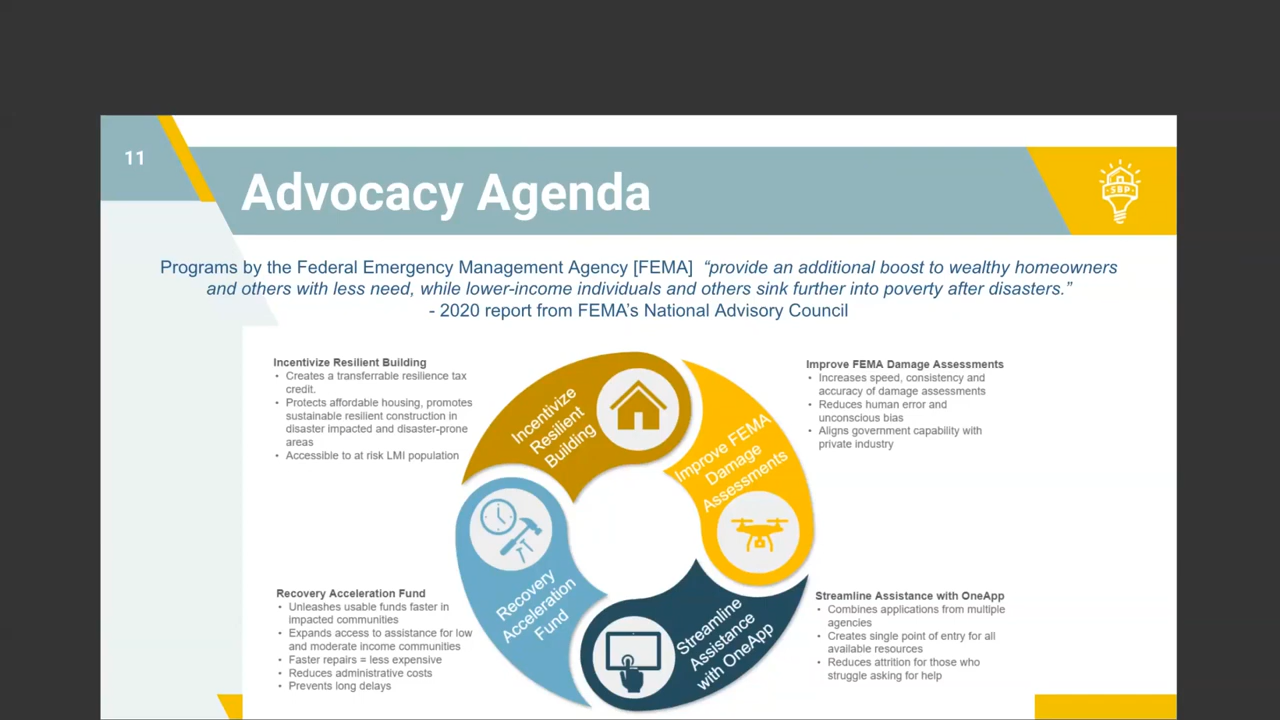 11
Advocacy Agenda
SBP
Programs by the Federal Emergency Management Agency [FEMA] “provide an additional boost to wealthy homeowners
and others with less need, while lower-income individuals and others sink further into poverty after disasters.”
- 2020 report from FEMA’s National Advisory Council
Incentivize Resilient Building
• Creates a transferrable resilience tax
credit.
• Protects affordable housing, promotes
sustainable resilient construction in
disaster impacted and disaster-prone
areas
• Accessible to at risk LMI population
Incentivize
Resilient
Building
Improve FEMA
Damage
Assessments
Improve FEMA Damage Assessments
• Increases speed, consistency and
accuracy of damage assessments
• Reduces human error and
unconscious bias
• Aligns government capability with
private industry
Recovery Acceleration Fund
• Unleashes usable funds faster in
impacted communities
• Expands access to assistance for low
and moderate income communities
• Faster repairs = less expensive
• Reduces administrative costs
• Prevents long delays
Recovery
Acceleration
Fund
Streamline
Assistance
with OneApp
Streamline Assistance with OneApp
• Combines applications from multiple
agencies
• Creates single point of entry for all
available resources
• Reduces attrition for those who
struggle asking for help